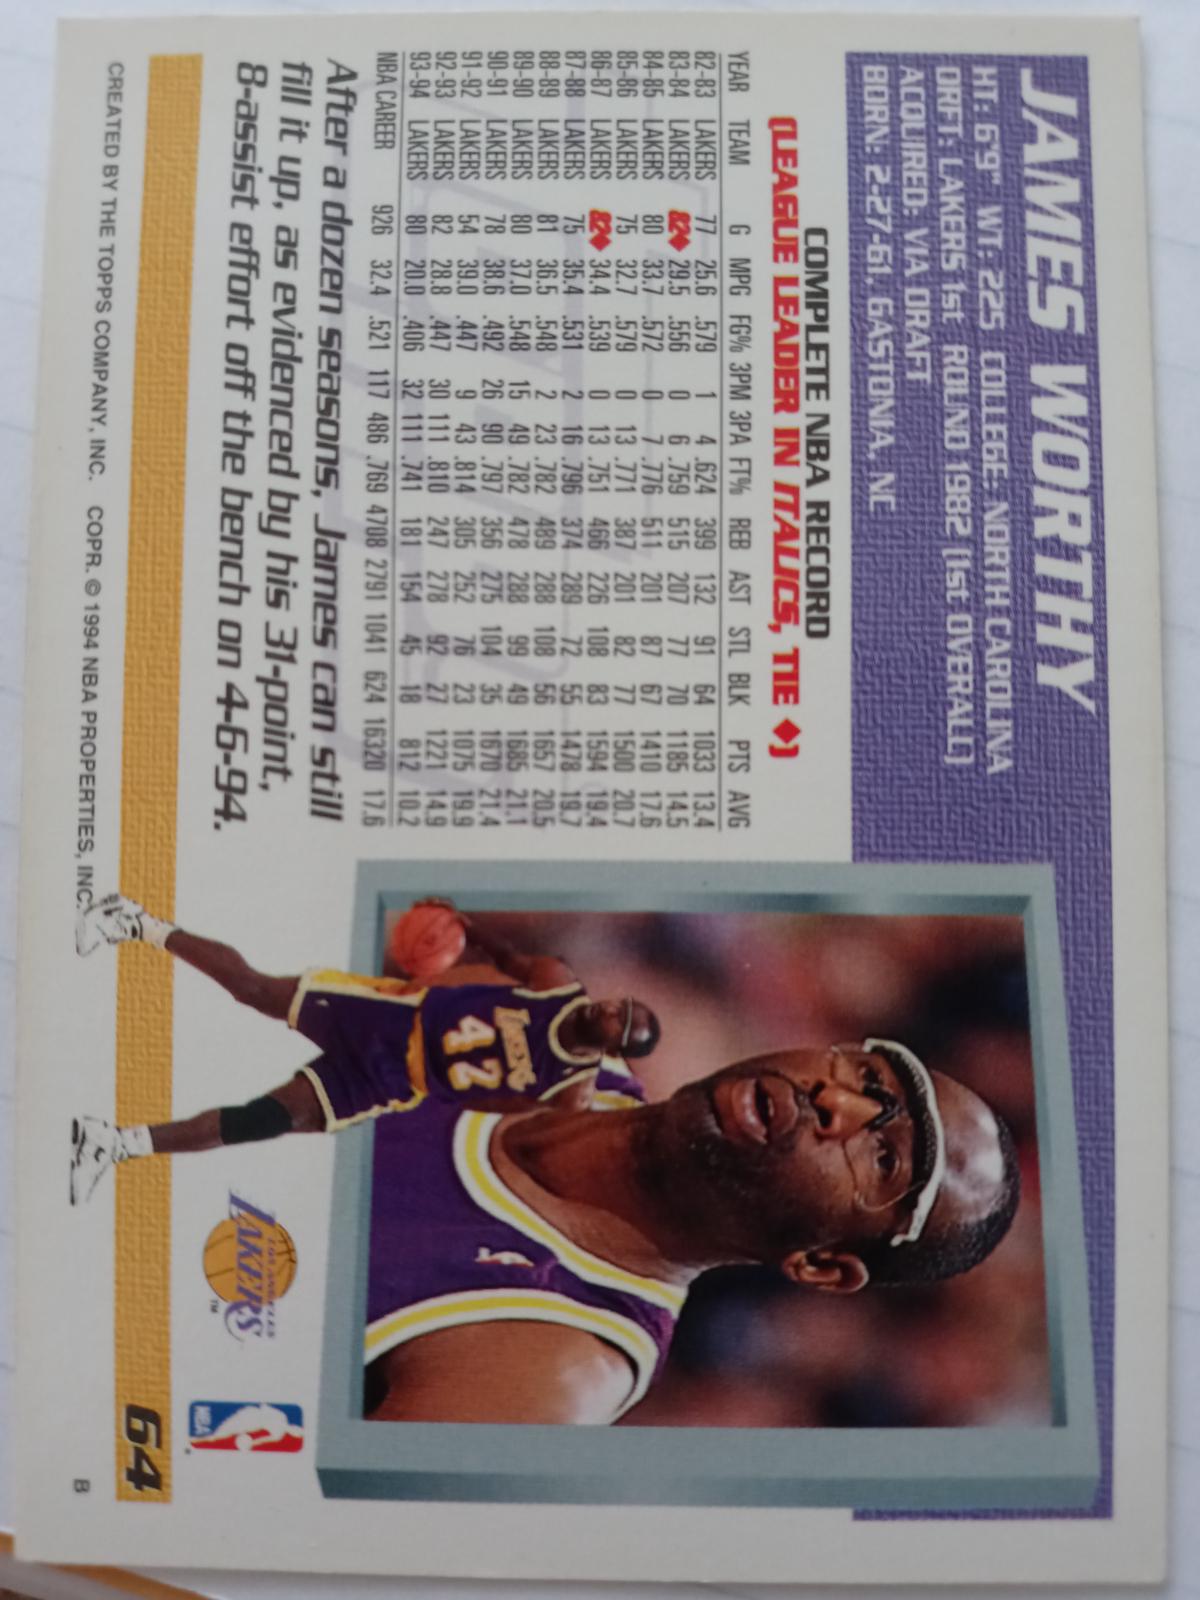 JAMES WORTHY
HT: 6'9" WT: 225 COLLEGE: NORTH CAROLINA
DRFT: LAKERS 1st ROUND 1982 (1st OVERALL)
ACQUIRED: VIA DRAFT
BORN: 2-27-61, GASTONIA, NC
COMPLETE NBA RECORD
(LEAGUE LEADER IN ITALICS, TIE ♦)
YEAR TEAM G MPG FG% 3PM 3PA FT% REB AST STL BLK PTS AVG
82-83 LAKERS 77 25.6 .579 1 4 .624 399 132 91 64 1033 13.4
83-84 LAKERS 82♦ 29.5 .556 0 6 .759 515 207 77 70 1185 14.5
84-85 LAKERS 80 33.7 .572 0 7 .776 511 201 87 67 1410 17.6
85-86 LAKERS 75 32.7 .579 0 13 .771 387 201 82 77 1500 20.7
86-87 LAKERS 82♦ 34.4 .539 0 13 .751 466 226 108 83 1594 19.4
87-88 LAKERS 75 35.4 .531 2 16 .796 374 289 72 55 1478 19.7
88-89 LAKERS 81 36.5 .548 2 23 .782 489 288 108 56 1657 20.5
89-90 LAKERS 80 37.0 .548 15 49 .782 478 288 99 49 1685 21.1
90-91 LAKERS 78 38.6 .492 26 90 .797 356 275 104 35 1670 21.4
91-92 LAKERS 54 39.0 .447 9 43 .814 305 252 76 23 1075 19.9
92-93 LAKERS 82 28.8 .447 30 111 .810 247 278 92 27 1221 14.9
93-94 LAKERS 80 20.0 .406 32 111 .741 181 154 45 18 812 10.2
NBA CAREER 926 32.4 .521 117 486 .769 4708 2791 1041 624 16320 17.6
After a dozen seasons, James can still
fill it up, as evidenced by his 31-point,
8-assist effort off the bench on 4-6-94.
CREATED BY THE TOPPS COMPANY, INC. COPR. © 1994 NBA PROPERTIES, INC.
LAKERS
42
LOS ANGELES
LAKERS
TM
NBA
64
B